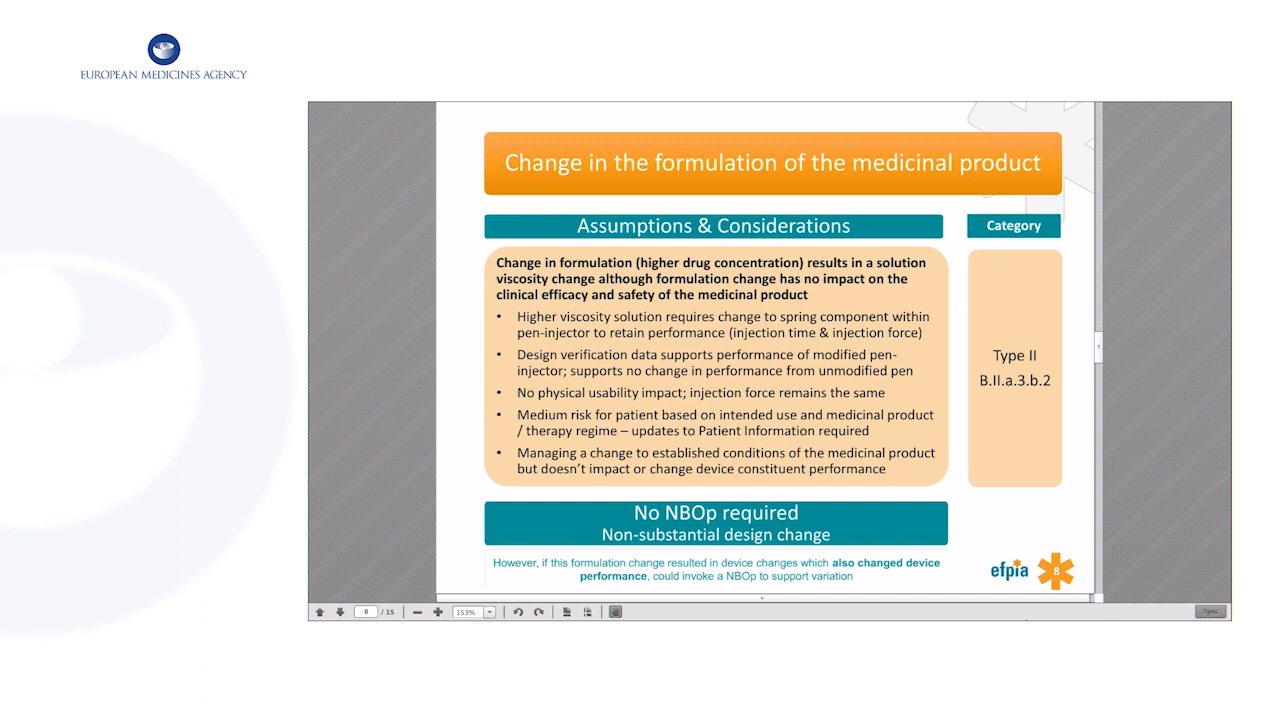 EUROPEAN MEDICINES AGENCY
Change in the formulation of the medicinal product
Assumptions & Considerations
Category
Change in formulation (higher drug concentration) results in a solution
viscosity change although formulation change has no impact on the
clinical efficacy and safety of the medicinal product
• Higher viscosity solution requires change to spring component within
pen-injector to retain performance (injection time & injection force)
• Design verification data supports performance of modified pen-
injector; supports no change in performance from unmodified pen
• No physical usability impact; injection force remains the same
• Medium risk for patient based on intended use and medicinal product
/ therapy regime – updates to Patient Information required
• Managing a change to established conditions of the medicinal product
but doesn't impact or change device constituent performance
Type II
B.II.a.3.b.2
No NBOp required
Non-substantial design change
However, if this formulation change resulted in device changes which also changed device
performance, could invoke a NBOp to support variation
efpia
8
8 / 15
153%
Sync